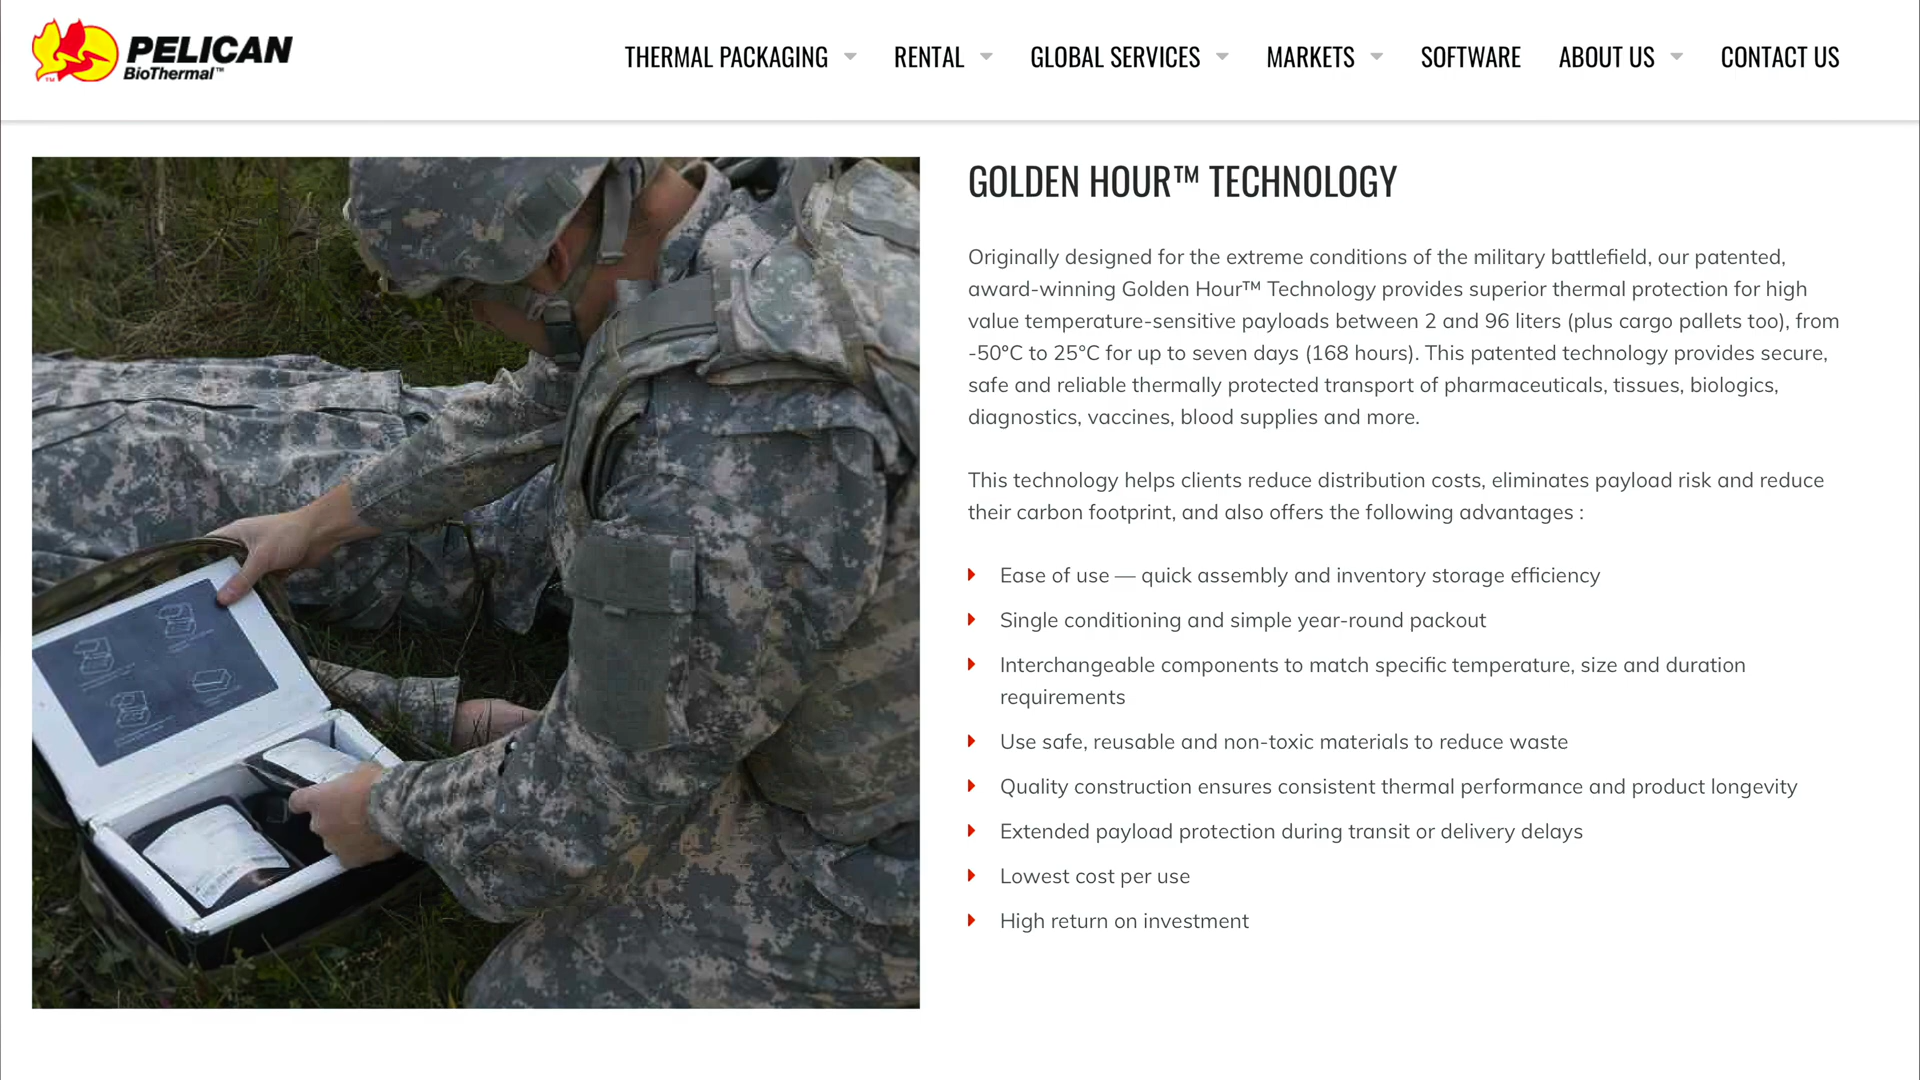 PELICAN
BioThermal™
THERMAL PACKAGING
RENTAL
GLOBAL SERVICES
MARKETS
SOFTWARE
ABOUT US
CONTACT US
GOLDEN HOUR™ TECHNOLOGY
Originally designed for the extreme conditions of the military battlefield, our patented,
award-winning Golden Hour™ Technology provides superior thermal protection for high
value temperature-sensitive payloads between 2 and 96 liters (plus cargo pallets too), from
-50°C to 25°C for up to seven days (168 hours). This patented technology provides secure,
safe and reliable thermally protected transport of pharmaceuticals, tissues, biologics,
diagnostics, vaccines, blood supplies and more.
This technology helps clients reduce distribution costs, eliminates payload risk and reduce
their carbon footprint, and also offers the following advantages :
Ease of use — quick assembly and inventory storage efficiency
Single conditioning and simple year-round packout
Interchangeable components to match specific temperature, size and duration
requirements
Use safe, reusable and non-toxic materials to reduce waste
Quality construction ensures consistent thermal performance and product longevity
Extended payload protection during transit or delivery delays
Lowest cost per use
High return on investment